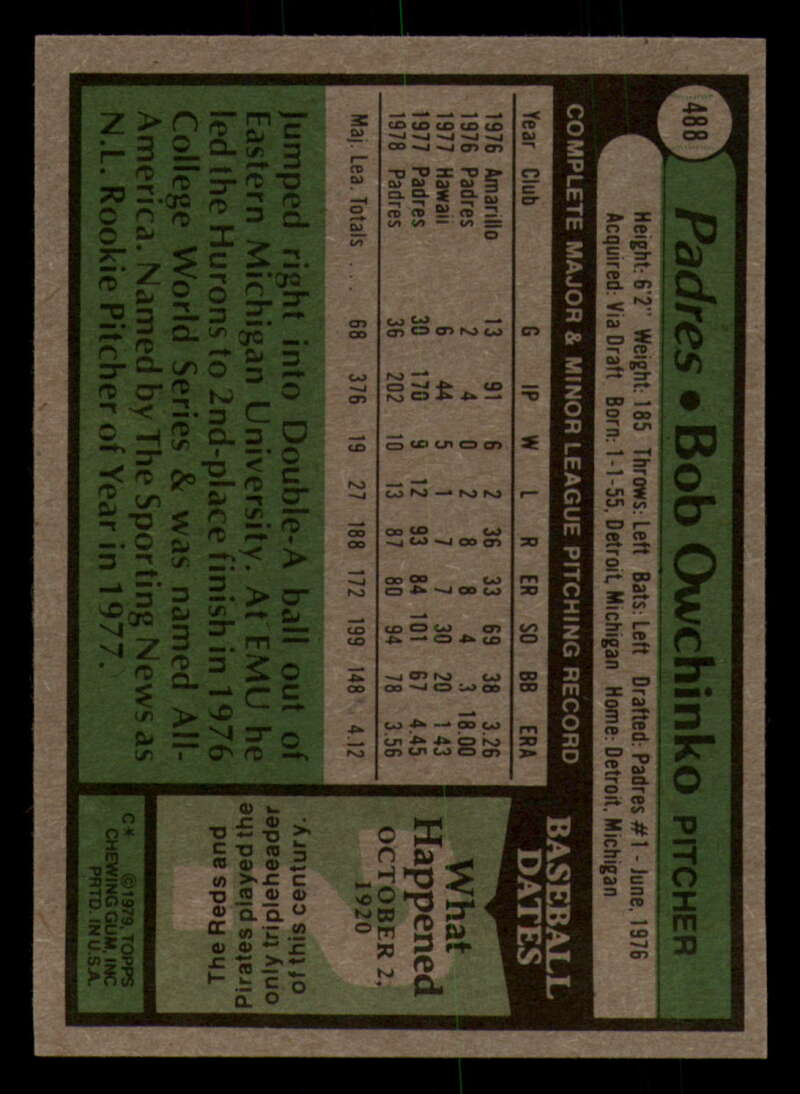 488
Padres • Bob Owchinko PITCHER
Height: 6'2" Weight: 185 Throws: Left Bats: Left Drafted: Padres #1 - June, 1976
Acquired: Via Draft Born: 1-1-55, Detroit, Michigan Home: Detroit, Michigan
COMPLETE MAJOR & MINOR LEAGUE PITCHING RECORD
Year Club G IP W L R ER SO BB ERA
1976 Amarillo 13 91 6 2 36 33 69 38 3.26
1976 Padres 2 4 0 2 8 8 4 3 18.00
1977 Hawaii 6 44 5 1 7 7 30 20 1.43
1977 Padres 30 170 9 12 93 84 101 67 4.45
1978 Padres 36 202 10 13 87 80 94 78 3.56
Maj. Lea. Totals . . . 68 376 19 27 188 172 199 148 4.12
Jumped right into Double-A ball out of
Eastern Michigan University. At EMU he
led the Hurons to 2nd-place finish in 1976
College World Series & was named All-
America. Named by The Sporting News as
N.L. Rookie Pitcher of Year in 1977.
BASEBALL
DATES
What
Happened
OCTOBER 2,
1920
The Reds and
Pirates played the
only tripleheader
of this century.
C* ©1979, TOPPS
CHEWING GUM, INC
PRTD. IN U.S.A.